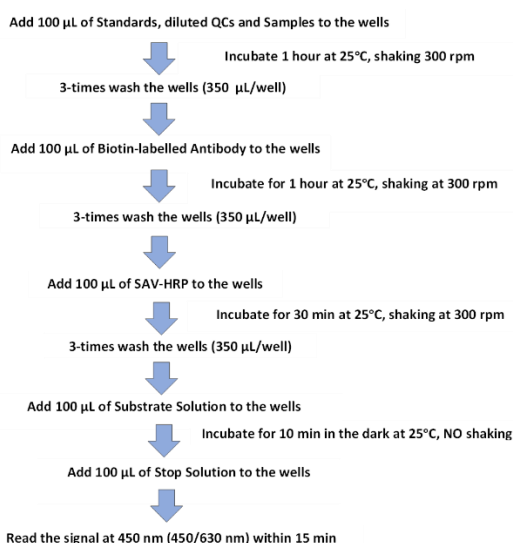 Add 100 µL of Standards, diluted QCs and Samples to the wells
Incubate 1 hour at 25°C, shaking 300 rpm
3-times wash the wells (350 µL/well)
Add 100 µL of Biotin-labelled Antibody to the wells
Incubate for 1 hour at 25°C, shaking at 300 rpm
3-times wash the wells (350 µL/well)
Add 100 µL of SAV-HRP to the wells
Incubate for 30 min at 25°C, shaking at 300 rpm
3-times wash the wells (350 µL/well)
Add 100 µL of Substrate Solution to the wells
Incubate for 10 min in the dark at 25°C, NO shaking
Add 100 µL of Stop Solution to the wells
Read the signal at 450 nm (450/630 nm) within 15 min